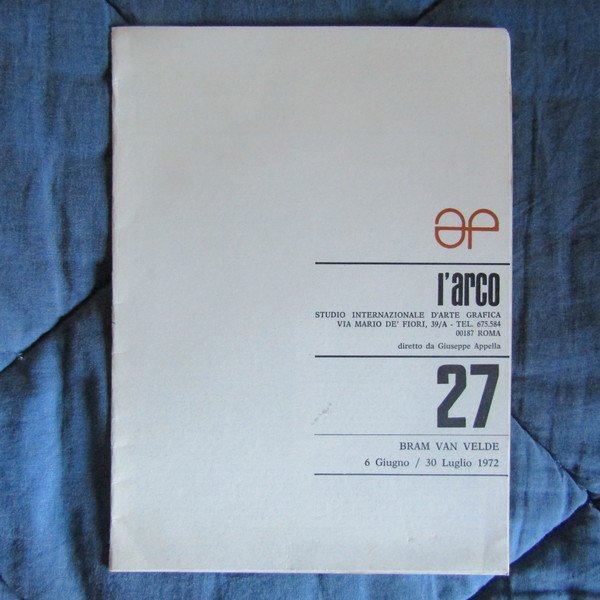 l'arco
STUDIO INTERNAZIONALE D'ARTE GRAFICA
VIA MARIO DE' FIORI, 39/A - TEL. 675.584
00187 ROMA
diretto da Giuseppe Appella
27
BRAM VAN VELDE
6 Giugno / 30 Luglio 1972